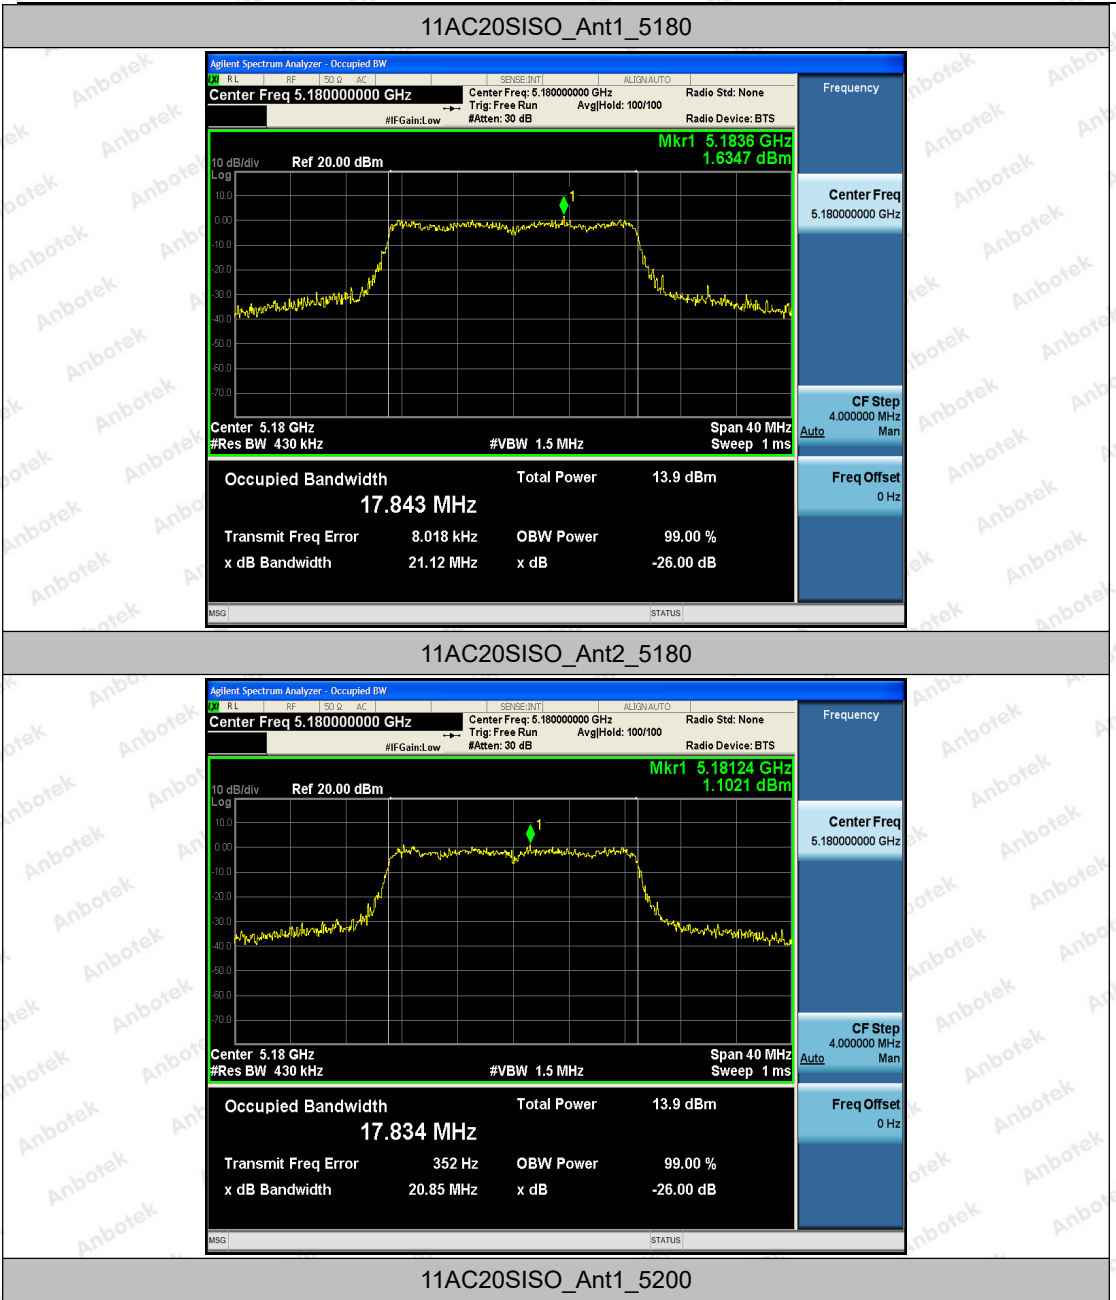 11AC20SISO_Ant1_5180
Agilent Spectrum Analyzer - Occupied BW
LXI RL RF 50 Ω AC SENSE:INT ALIGN AUTO
Center Freq 5.180000000 GHz
Center Freq: 5.180000000 GHz Radio Std: None
Trig: Free Run Avg|Hold: 100/100
#IFGain:Low #Atten: 30 dB Radio Device: BTS
Mkr1 5.1836 GHz
1.6347 dBm
10 dB/div Ref 20.00 dBm
Log
10.0
0.00
-10.0
-20.0
-30.0
-40.0
-50.0
-60.0
-70.0
1
Center 5.18 GHz Span 40 MHz
#Res BW 430 kHz #VBW 1.5 MHz Sweep 1 ms
Occupied Bandwidth Total Power 13.9 dBm
17.843 MHz
Transmit Freq Error 8.018 kHz OBW Power 99.00 %
x dB Bandwidth 21.12 MHz x dB -26.00 dB
MSG STATUS
Frequency
Center Freq
5.180000000 GHz
CF Step
4.000000 MHz
Auto Man
Freq Offset
0 Hz
11AC20SISO_Ant2_5180
Agilent Spectrum Analyzer - Occupied BW
LXI RL RF 50 Ω AC SENSE:INT ALIGN AUTO
Center Freq 5.180000000 GHz
Center Freq: 5.180000000 GHz Radio Std: None
Trig: Free Run Avg|Hold: 100/100
#IFGain:Low #Atten: 30 dB Radio Device: BTS
Mkr1 5.18124 GHz
1.1021 dBm
10 dB/div Ref 20.00 dBm
Log
10.0
0.00
-10.0
-20.0
-30.0
-40.0
-50.0
-60.0
-70.0
1
Center 5.18 GHz Span 40 MHz
#Res BW 430 kHz #VBW 1.5 MHz Sweep 1 ms
Occupied Bandwidth Total Power 13.9 dBm
17.834 MHz
Transmit Freq Error 352 Hz OBW Power 99.00 %
x dB Bandwidth 20.85 MHz x dB -26.00 dB
MSG STATUS
Frequency
Center Freq
5.180000000 GHz
CF Step
4.000000 MHz
Auto Man
Freq Offset
0 Hz
11AC20SISO_Ant1_5200
Anbotek